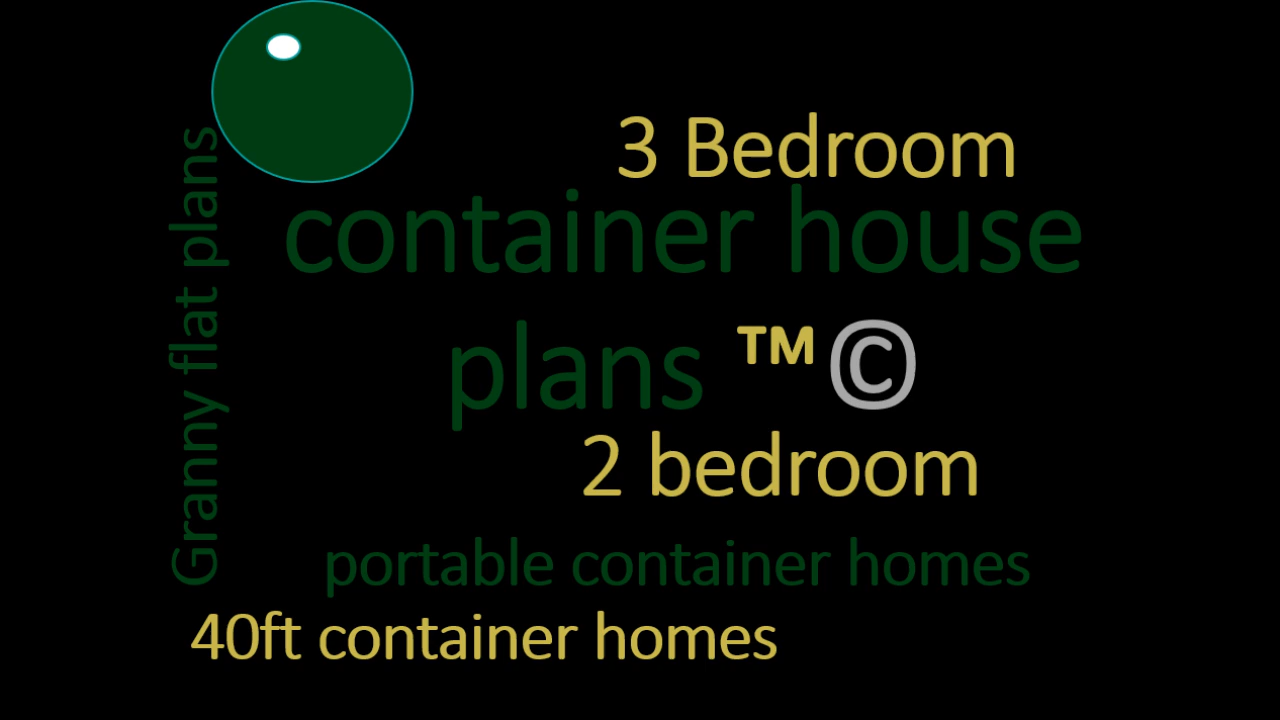 3 Bedroom
container house
plans ™©
2 bedroom
portable container homes
40ft container homes
Granny flat plans